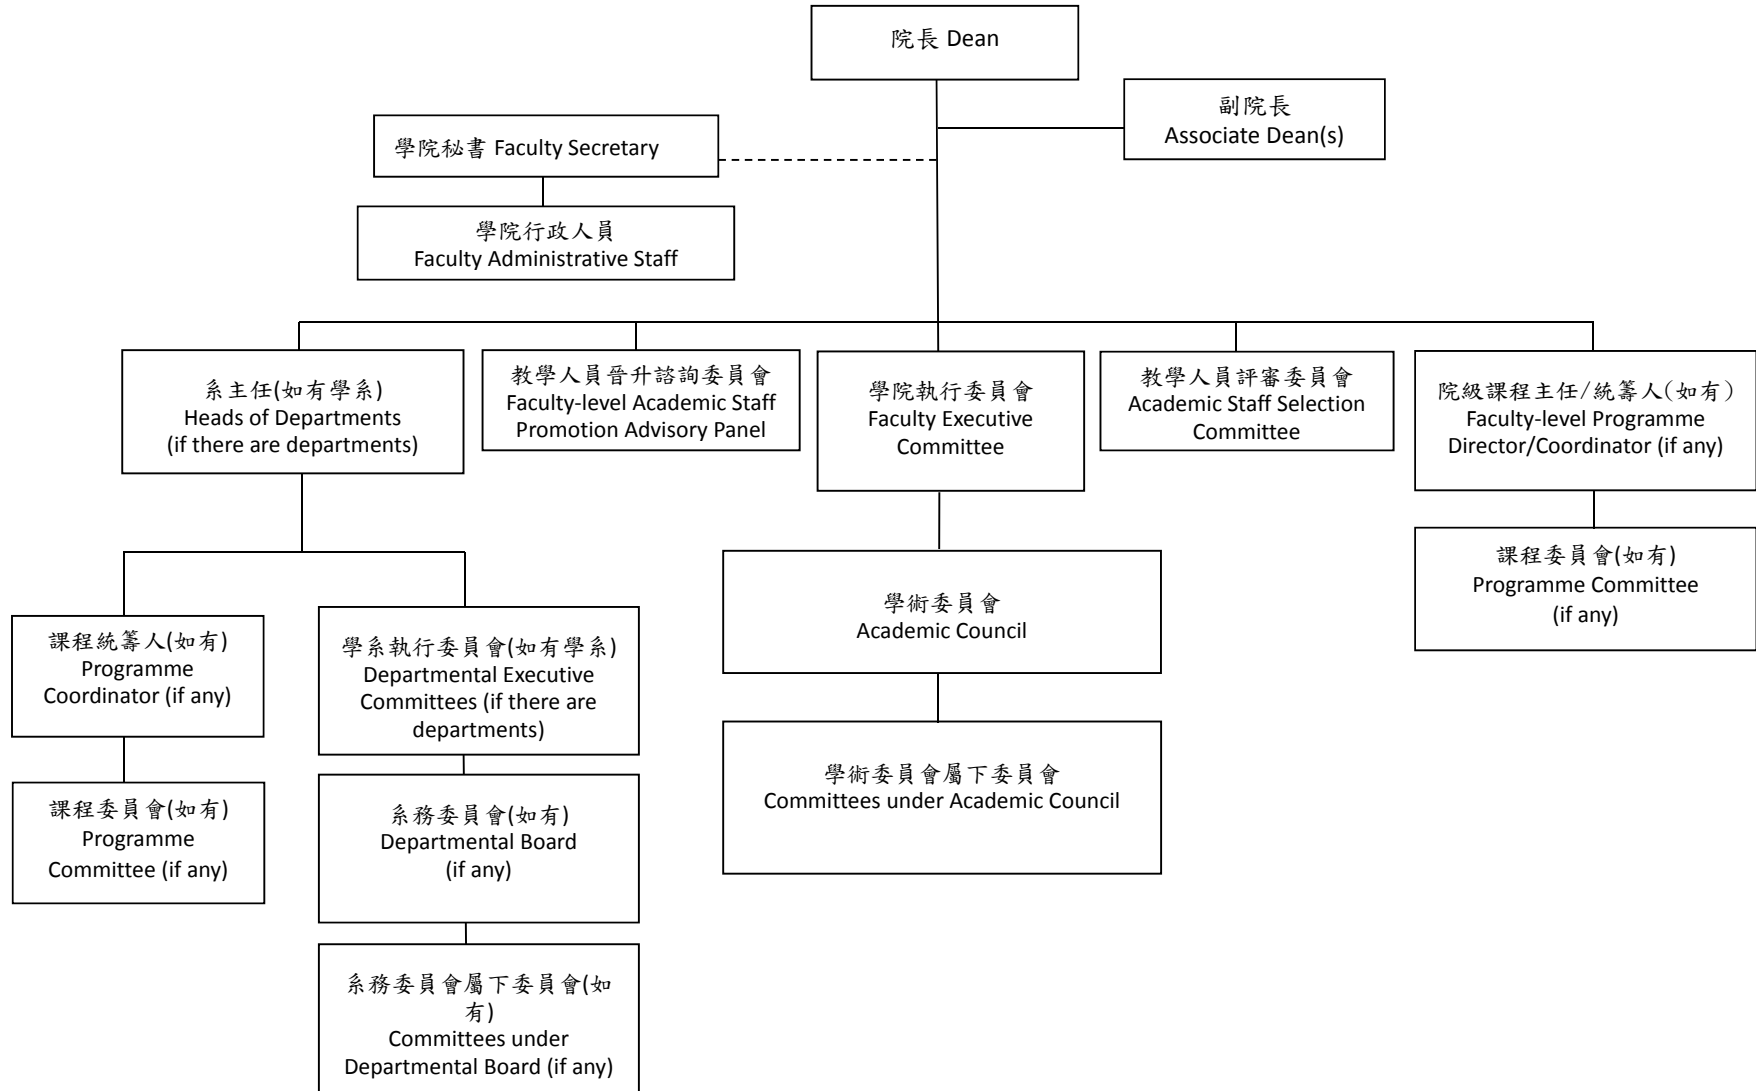 院長 Dean
副院長
Associate Dean(s)
學院秘書 Faculty Secretary
學院行政人員
Faculty Administrative Staff
系主任(如有學系)
Heads of Departments
(if there are departments)
教學人員晉升諮詢委員會
Faculty-level Academic Staff
Promotion Advisory Panel
學院執行委員會
Faculty Executive
Committee
教學人員評審委員會
Academic Staff Selection
Committee
院級課程主任/統籌人(如有)
Faculty-level Programme
Director/Coordinator (if any)
課程統籌人(如有)
Programme
Coordinator (if any)
學系執行委員會(如有學系)
Departmental Executive
Committees (if there are
departments)
學術委員會
Academic Council
課程委員會(如有)
Programme Committee
(if any)
課程委員會(如有)
Programme
Committee (if any)
系務委員會(如有)
Departmental Board
(if any)
學術委員會屬下委員會
Committees under Academic Council
系務委員會屬下委員會(如
有)
Committees under
Departmental Board (if any)